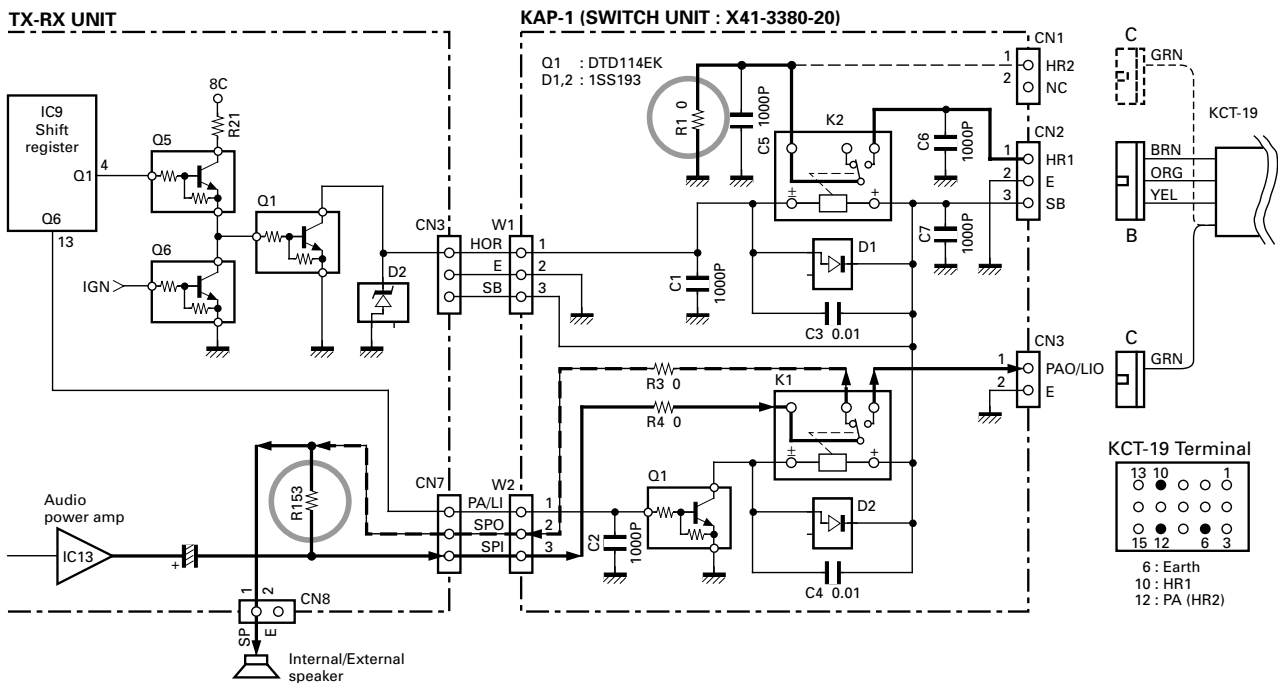 TX-RX UNIT
KAP-1 (SWITCH UNIT : X41-3380-20)
IC9
Shift
register
Q1
4
Q6
13
8C
R21
Q5
Q6
IGN
Q1
D2
CN3
HOR
E
SB
W1
1
2
3
Q1 : DTD114EK
D1,2 : 1SS193
R1 0
C5 1000P
K2
± +
C6 1000P
C7 1000P
C1 1000P
D1
C3 0.01
CN1
1 HR2
2 NC
CN2
1 HR1
2 E
3 SB
C
GRN
KCT-19
BRN
ORG
YEL
B
R3 0
R4 0
K1
± +
CN3
1 PAO/LIO
2 E
C
GRN
Audio
power amp
IC13
+
R153
CN7
PA/LI
SPO
SPI
W2
1
2
3
C2 1000P
Q1
D2
C4 0.01
1 2
CN8
SP E
Internal/External
speaker
KCT-19 Terminal
13 10 1
15 12 6 3
6 : Earth
10 : HR1
12 : PA (HR2)